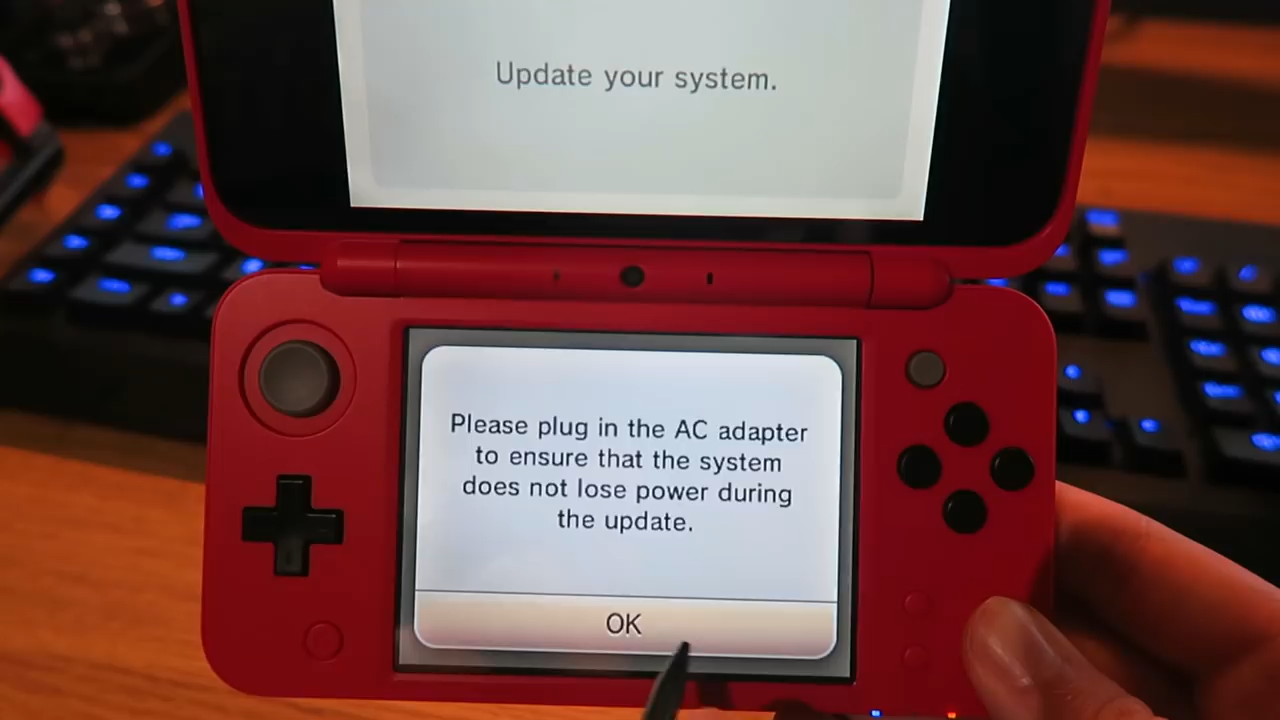 Update your system.
Please plug in the AC adapter
to ensure that the system
does not lose power during
the update.
OK